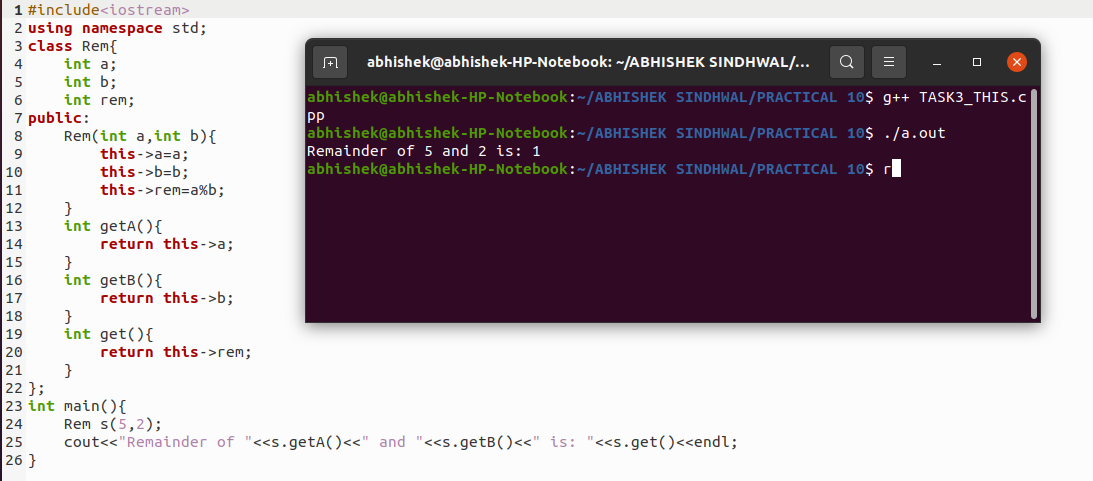 1 #include<iostream>
2 using namespace std;
3 class Rem{
4     int a;
5     int b;
6     int rem;
7 public:
8     Rem(int a,int b){
9         this->a=a;
10         this->b=b;
11         this->rem=a%b;
12     }
13     int getA(){
14         return this->a;
15     }
16     int getB(){
17         return this->b;
18     }
19     int get(){
20         return this->rem;
21     }
22 };
23 int main(){
24     Rem s(5,2);
25     cout<<"Remainder of "<<s.getA()<<" and "<<s.getB()<<" is: "<<s.get()<<endl;
26 }
abhishek@abhishek-HP-Notebook: ~/ABHISHEK SINDHWAL/...
abhishek@abhishek-HP-Notebook:~/ABHISHEK SINDHWAL/PRACTICAL 10$ g++ TASK3_THIS.c
pp
abhishek@abhishek-HP-Notebook:~/ABHISHEK SINDHWAL/PRACTICAL 10$ ./a.out
Remainder of 5 and 2 is: 1
abhishek@abhishek-HP-Notebook:~/ABHISHEK SINDHWAL/PRACTICAL 10$ r